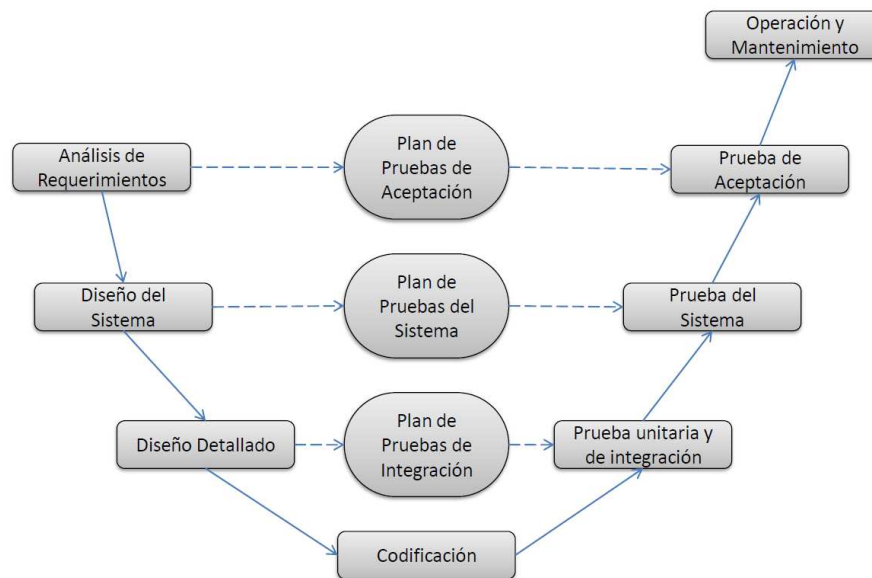 Operación y
Mantenimiento
Análisis de
Requerimientos
Plan de
Pruebas de
Aceptación
Prueba de
Aceptación
Diseño del
Sistema
Plan de
Pruebas del
Sistema
Prueba del
Sistema
Diseño Detallado
Plan de
Pruebas de
Integración
Prueba unitaria y
de integración
Codificación